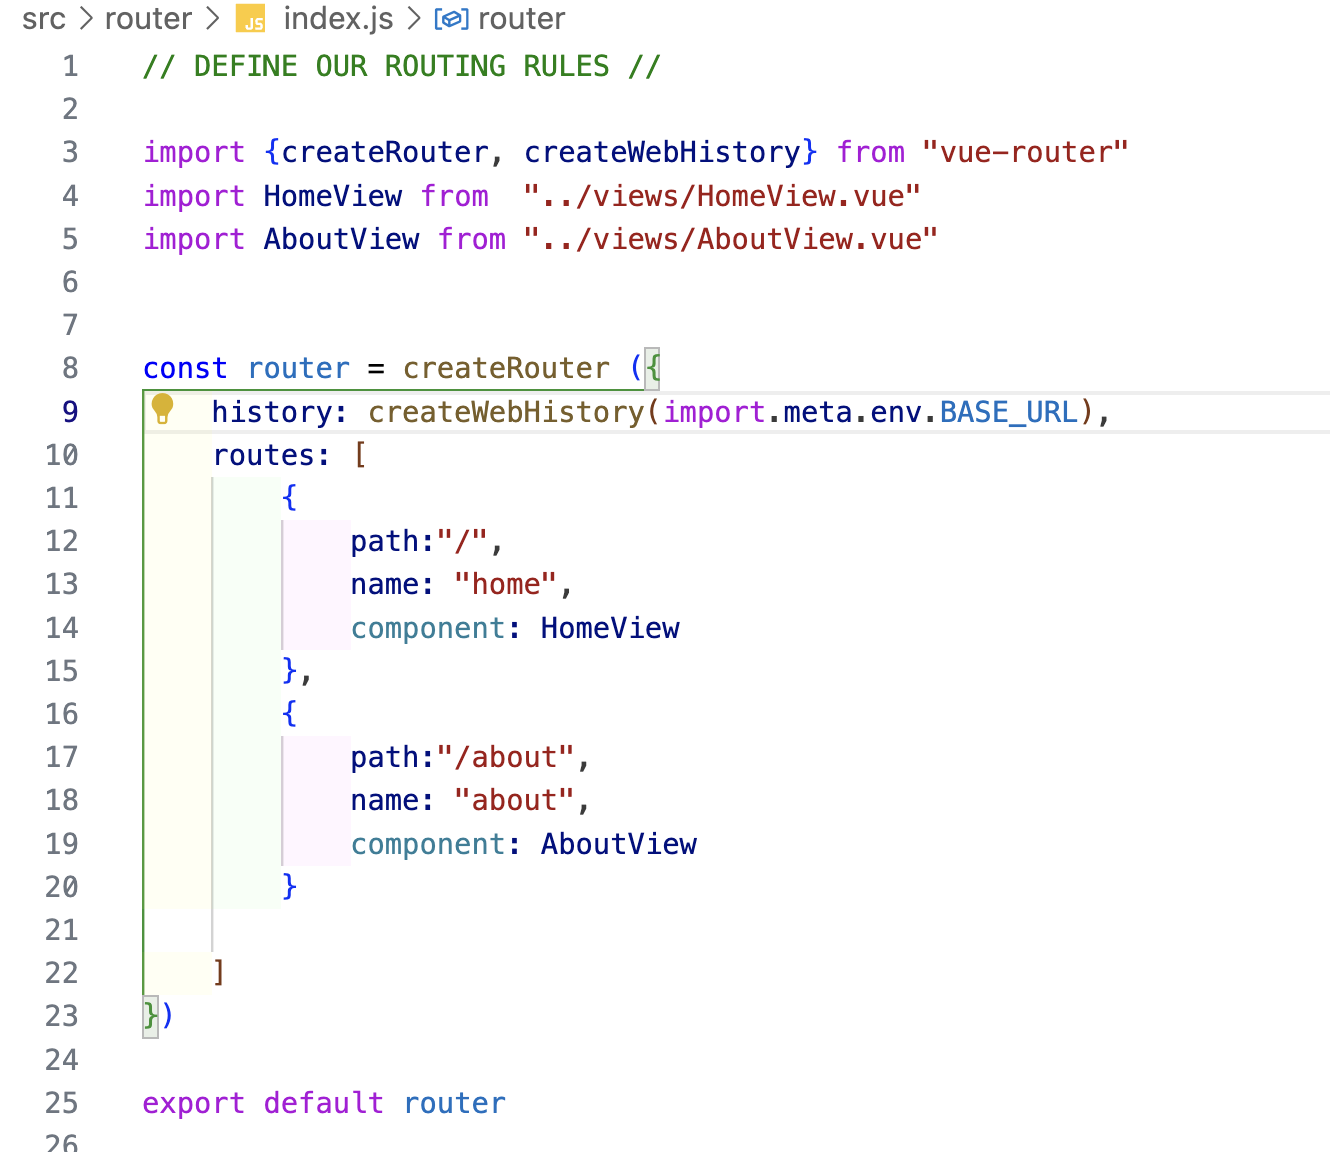 src > router > JS index.js > router
1 // DEFINE OUR ROUTING RULES //
2
3 import {createRouter, createWebHistory} from "vue-router"
4 import HomeView from  "../views/HomeView.vue"
5 import AboutView from "../views/AboutView.vue"
6
7
8 const router = createRouter ({
9     history: createWebHistory(import.meta.env.BASE_URL),
10     routes: [
11         {
12             path:"/",
13             name: "home",
14             component: HomeView
15         },
16         {
17             path:"/about",
18             name: "about",
19             component: AboutView
20         }
21
22     ]
23 })
24
25 export default router
26